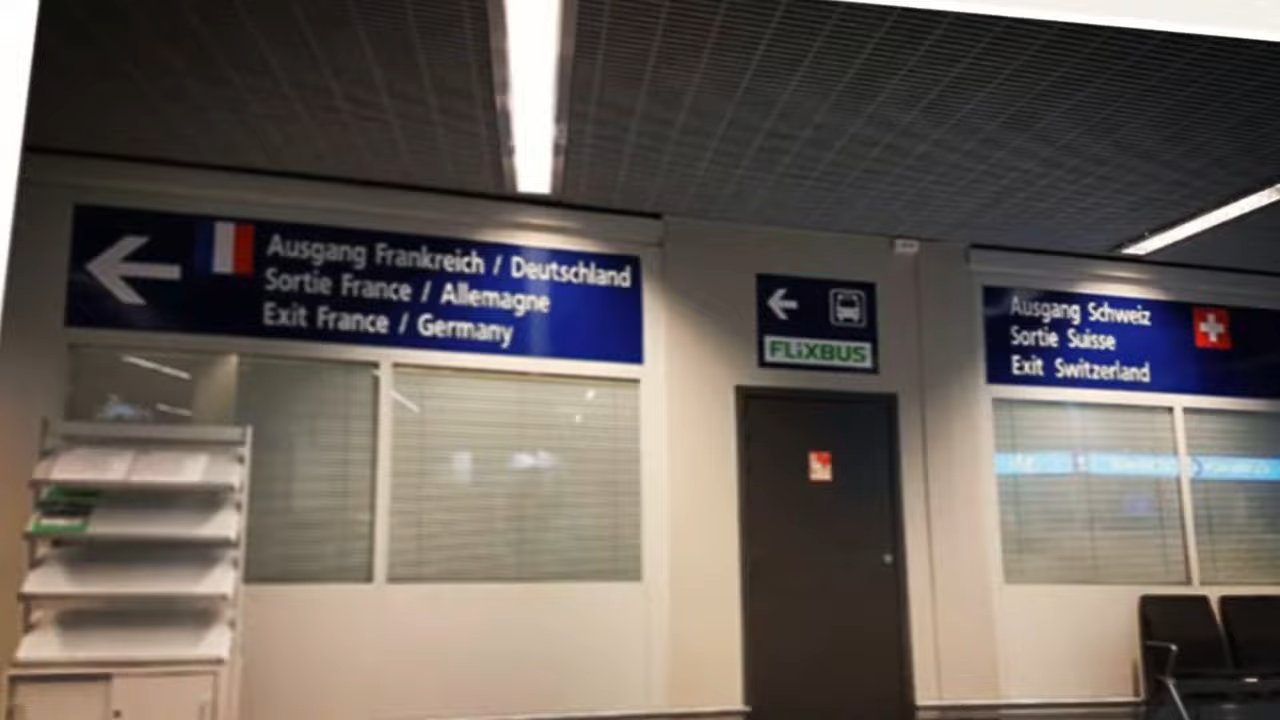 Ausgang Frankreich / Deutschland
Sortie France / Allemagne
Exit France / Germany
FLiXBUS
Ausgang Schweiz
Sortie Suisse
Exit Switzerland